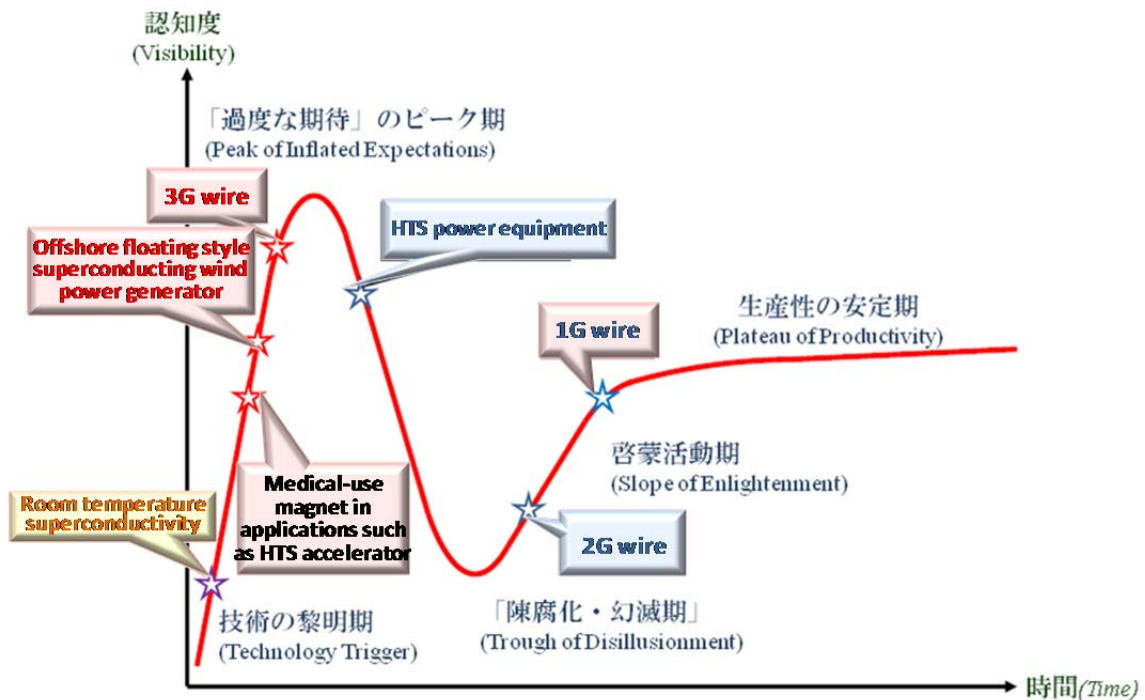 認知度
(Visibility)
「過度な期待」のピーク期
(Peak of Inflated Expectations)
3G wire
HTS power equipment
Offshore floating style
superconducting wind
power generator
1G wire
生産性の安定期
(Plateau of Productivity)
啓蒙活動期
(Slope of Enlightenment)
Medical-use
magnet in
applications such
as HTS accelerator
Room temperature
superconductivity
2G wire
技術の黎明期
(Technology Trigger)
「陳腐化・幻滅期」
(Trough of Disillusionment)
時間(Time)